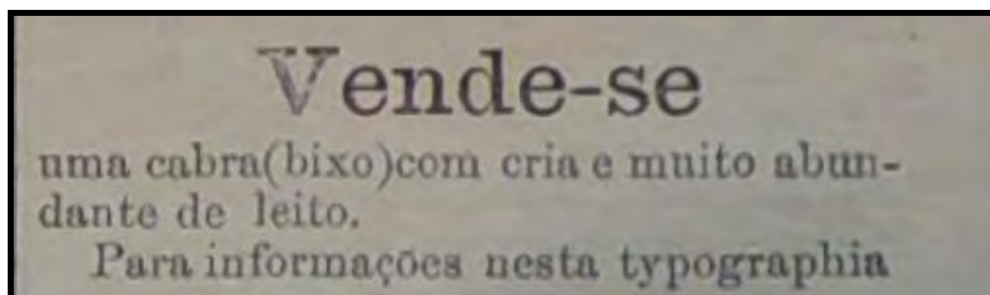 Vende-se
uma cabra(bixo)com cria e muito abun-
dante de leito.
Para informações nesta typographia